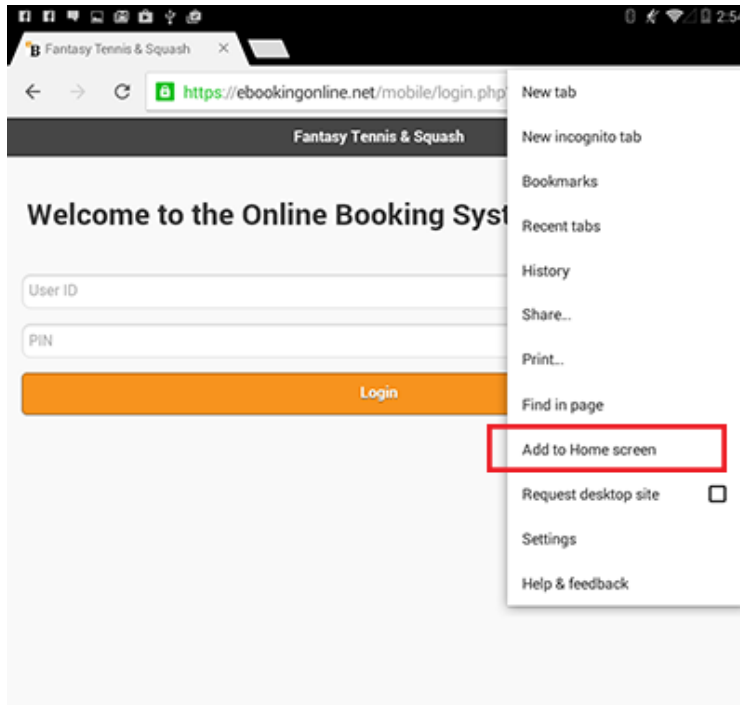 2:54
B Fantasy Tennis & Squash
https://ebookingonline.net/mobile/login.php
Fantasy Tennis & Squash
Welcome to the Online Booking Syst
User ID
PIN
Login
New tab
New incognito tab
Bookmarks
Recent tabs
History
Share...
Print...
Find in page
Add to Home screen
Request desktop site
Settings
Help & feedback